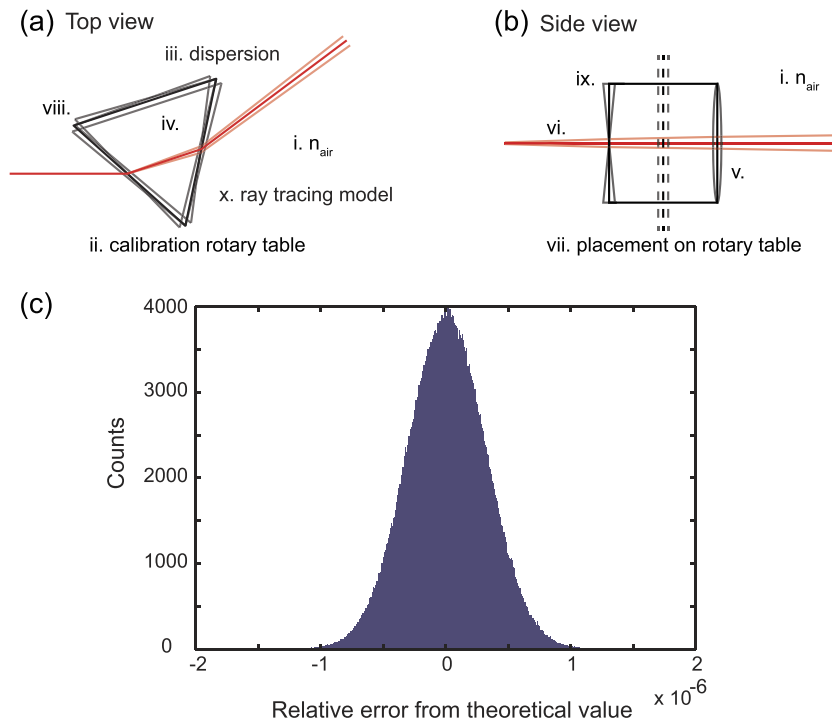 (a) Top view
iii. dispersion
viii.
iv.
i. n_air
x. ray tracing model
ii. calibration rotary table
(b) Side view
ix.
i. n_air
vi.
v.
vii. placement on rotary table
(c)
4000
3000
2000
1000
0
Counts
-2 -1 0 1 2
x 10^-6
Relative error from theoretical value